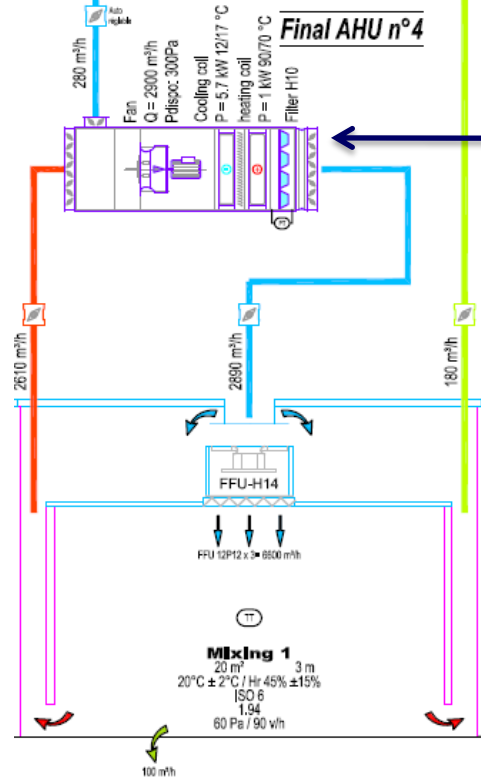 Auto
réglable
Final AHU n°4
280 m³/h
Fan
Q = 2900 m³/h
Pdispo: 300Pa
Cooling coil
P = 5.7 kW 12/17 °C
heating coil
P = 1 kW 90/70 °C
Filter H10
2610 m³/h
2890 m³/h
180 m³/h
FFU-H14
FFU 12P12 x 3= 6600 m³/h
TT
Mixing 1
20 m² 3 m
20°C ± 2°C / Hr 45% ±15%
ISO 6
1.94
60 Pa / 90 v/h
100 m³/h